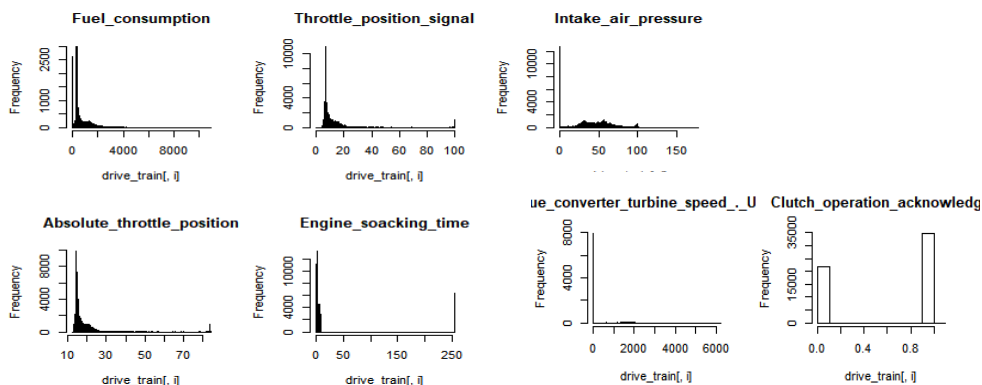 Fuel_consumption
Frequency
0 1000 2500
0 4000 8000
drive_train[, i]
Throttle_position_signal
Frequency
0 4000 10000
0 20 40 60 80 100
drive_train[, i]
Intake_air_pressure
Frequency
0 4000 10000
0 50 100 150
Absolute_throttle_position
Frequency
0 4000 8000
10 30 50 70
drive_train[, i]
Engine_soacking_time
Frequency
0 4000 10000
0 50 150 250
drive_train[, i]
ue_converter_turbine_speed_._U
Frequency
0 4000 8000
0 2000 4000 6000
drive_train[, i]
Clutch_operation_acknowledg
Frequency
0 15000 35000
0.0 0.4 0.8
drive_train[, i]